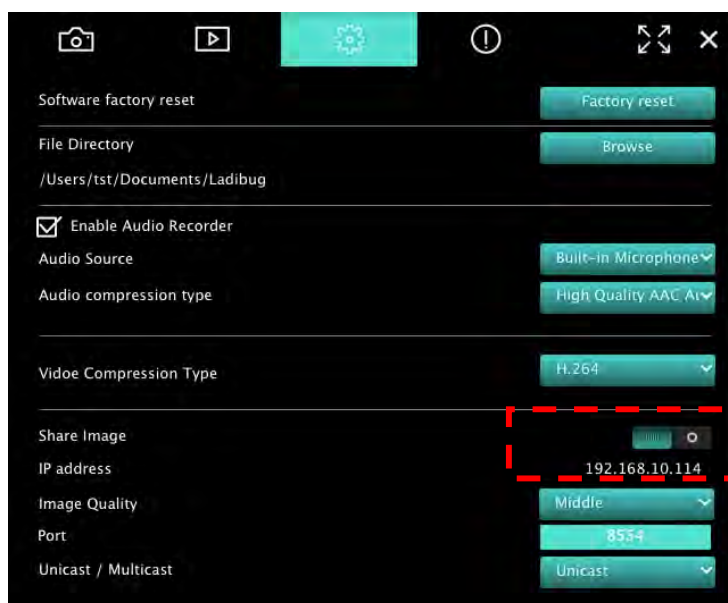 Software factory reset Factory reset
File Directory Browse
/Users/tst/Documents/Ladibug
Enable Audio Recorder
Audio Source Built-in Microphone
Audio compression type High Quality AAC Au
Vidoe Compression Type H.264
Share Image
IP address 192.168.10.114
Image Quality Middle
Port 8554
Unicast / Multicast Unicast